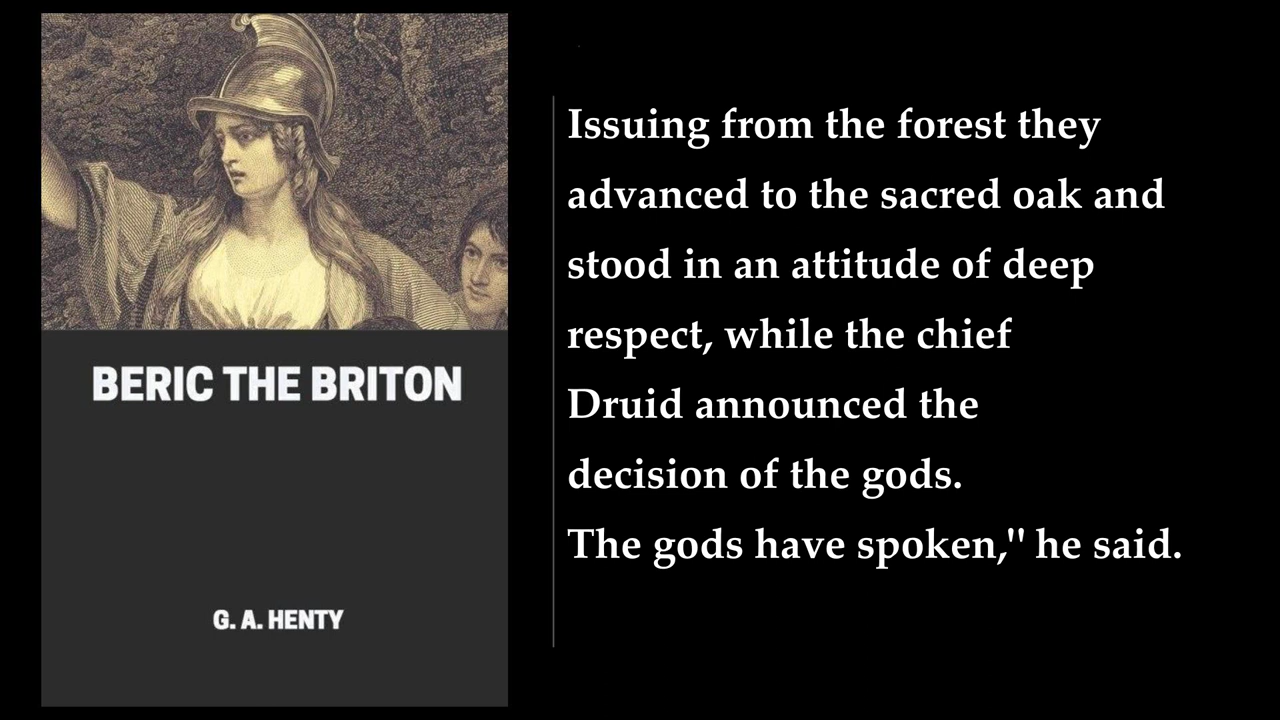 BERIC THE BRITON
G. A. HENTY
Issuing from the forest they
advanced to the sacred oak and
stood in an attitude of deep
respect, while the chief
Druid announced the
decision of the gods.
The gods have spoken," he said.